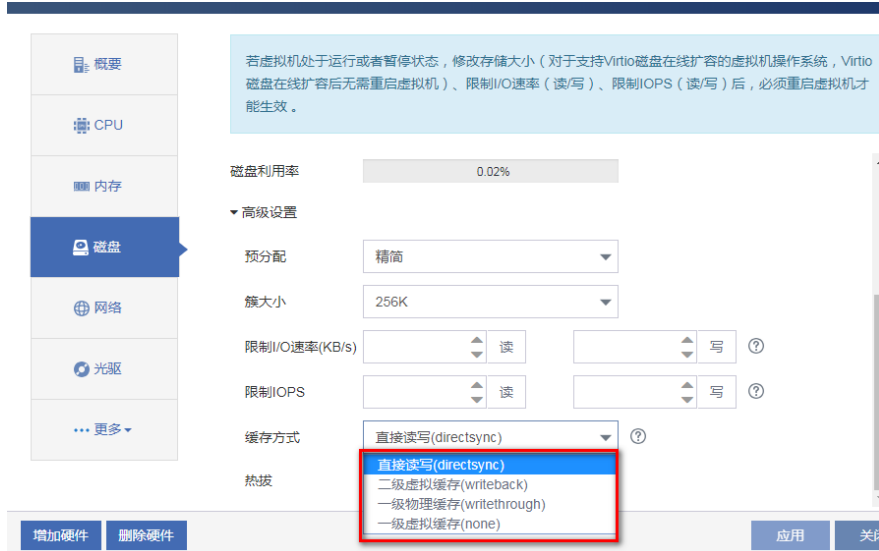 概要
CPU
内存
磁盘
网络
光驱
更多
若虚拟机处于运行或者暂停状态，修改存储大小（对于支持Virtio磁盘在线扩容的虚拟机操作系统，Virtio
磁盘在线扩容后无需重启虚拟机）、限制I/O速率（读/写）、限制IOPS（读/写）后，必须重启虚拟机才
能生效。
磁盘利用率 0.02%
高级设置
预分配 精简
簇大小 256K
限制I/O速率(KB/s) 读 写 ?
限制IOPS 读 写 ?
缓存方式 直接读写(directsync) ?
热拔
直接读写(directsync)
二级虚拟缓存(writeback)
一级物理缓存(writethrough)
一级虚拟缓存(none)
增加硬件 删除硬件 应用 关闭